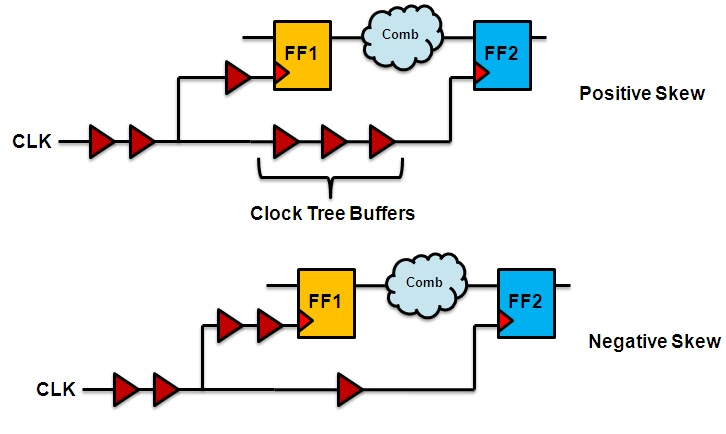 FF1
Comb
FF2
Positive Skew
CLK
Clock Tree Buffers
FF1
Comb
FF2
Negative Skew
CLK